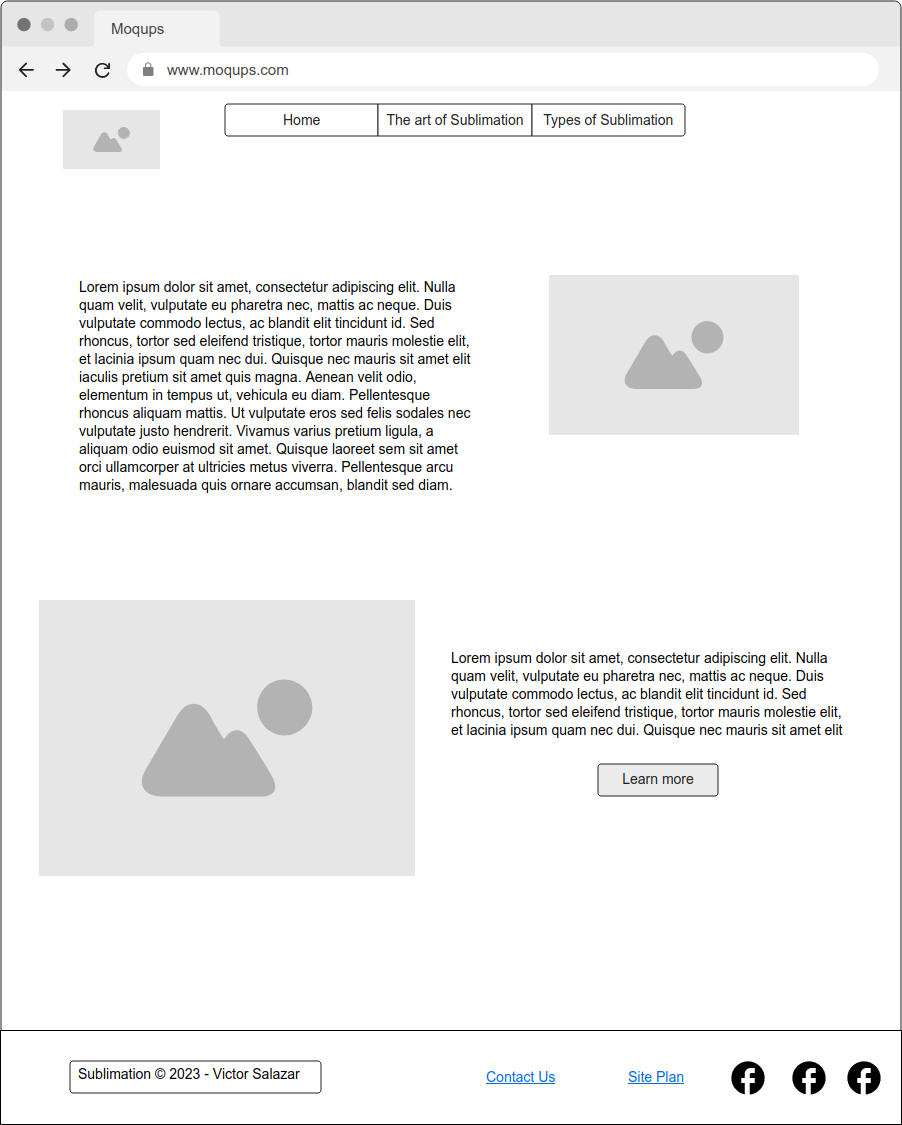 Moqups
www.moqups.com
Home
The art of Sublimation
Types of Sublimation
Lorem ipsum dolor sit amet, consectetur adipiscing elit. Nulla
quam velit, vulputate eu pharetra nec, mattis ac neque. Duis
vulputate commodo lectus, ac blandit elit tincidunt id. Sed
rhoncus, tortor sed eleifend tristique, tortor mauris molestie elit,
et lacinia ipsum quam nec dui. Quisque nec mauris sit amet elit
iaculis pretium sit amet quis magna. Aenean velit odio,
elementum in tempus ut, vehicula eu diam. Pellentesque
rhoncus aliquam mattis. Ut vulputate eros sed felis sodales nec
vulputate justo hendrerit. Vivamus varius pretium ligula, a
aliquam odio euismod sit amet. Quisque laoreet sem sit amet
orci ullamcorper at ultricies metus viverra. Pellentesque arcu
mauris, malesuada quis ornare accumsan, blandit sed diam.
Lorem ipsum dolor sit amet, consectetur adipiscing elit. Nulla
quam velit, vulputate eu pharetra nec, mattis ac neque. Duis
vulputate commodo lectus, ac blandit elit tincidunt id. Sed
rhoncus, tortor sed eleifend tristique, tortor mauris molestie elit,
et lacinia ipsum quam nec dui. Quisque nec mauris sit amet elit
Learn more
Sublimation © 2023 - Victor Salazar
Contact Us
Site Plan